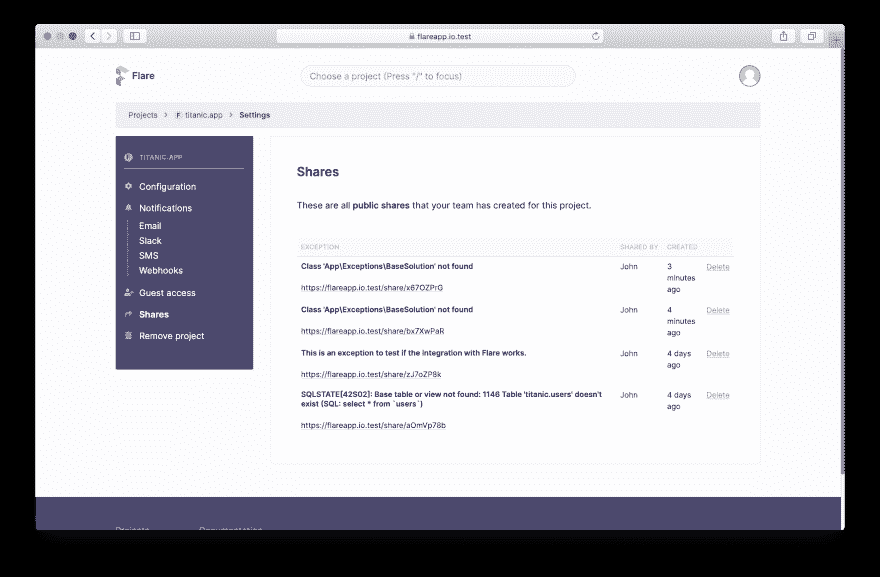 flareapp.io.test
Flare
Choose a project (Press "/" to focus)
Projects > F titanic.app > Settings
TITANIC.APP
Configuration
Notifications
Email
Slack
SMS
Webhooks
Guest access
Shares
Remove project
Shares
These are all public shares that your team has created for this project.
EXCEPTION SHARED BY CREATED
Class 'App\Exceptions\BaseSolution' not found John 3 Delete
minutes
https://flareapp.io.test/share/x67OZPrG
ago
Class 'App\Exceptions\BaseSolution' not found John 4 Delete
minutes
https://flareapp.io.test/share/bx7XwPaR
ago
This is an exception to test if the integration with Flare works. John 4 days Delete
ago
https://flareapp.io.test/share/zJ7oZP8k
SQLSTATE[42S02]: Base table or view not found: 1146 Table 'titanic.users' doesn't John 4 days Delete
exist (SQL: select * from `users`) ago
https://flareapp.io.test/share/aOmVp78b
Projects Documentation